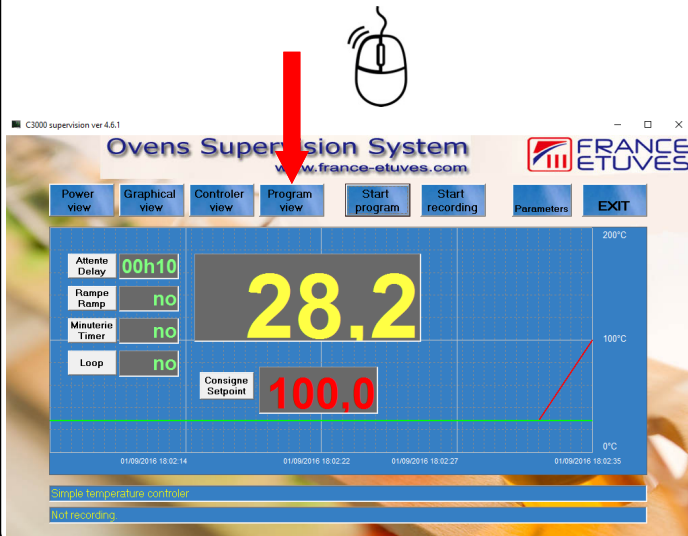 C3000 supervision ver 4.6.1
Ovens Supervision System
www.france-etuves.com
FRANCE
ETUVES
Power
view
Graphical
view
Controler
view
Program
view
Start
program
Start
recording
Parameters
EXIT
200°C
Attente
Delay
00h10
Rampe
Ramp
no
Minuterie
Timer
no
Loop
no
28,2
100°C
Consigne
Setpoint
100,0
0°C
01/09/2016 18:02:14
01/09/2016 18:02:22
01/09/2016 18:02:27
01/09/2016 18:02:35
Simple temperature controler
Not recording.